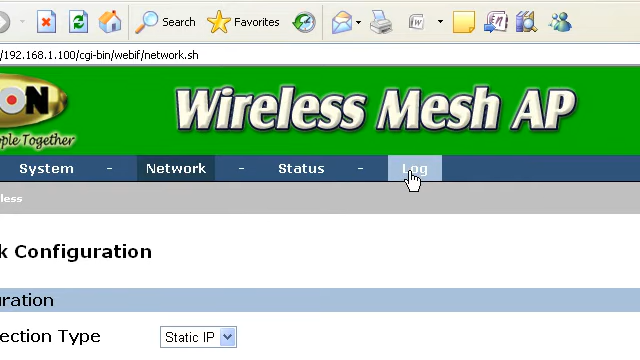 Search Favorites
/192.168.1.100/cgi-bin/webif/network.sh
ON
ople Together
Wireless Mesh AP
System - Network - Status - Log
less
k Configuration
uration
ection Type Static IP